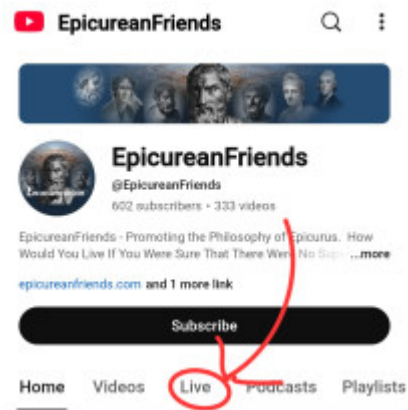 EpicureanFriends
EpicureanFriends
@EpicureanFriends
602 subscribers • 333 videos
EpicureanFriends - Promoting the Philosophy of Epicurus. How
Would You Live If You Were Sure That There Were No ...more
epicureanfriends.com and 1 more link
Subscribe
Home Videos Live Podcasts Playlists